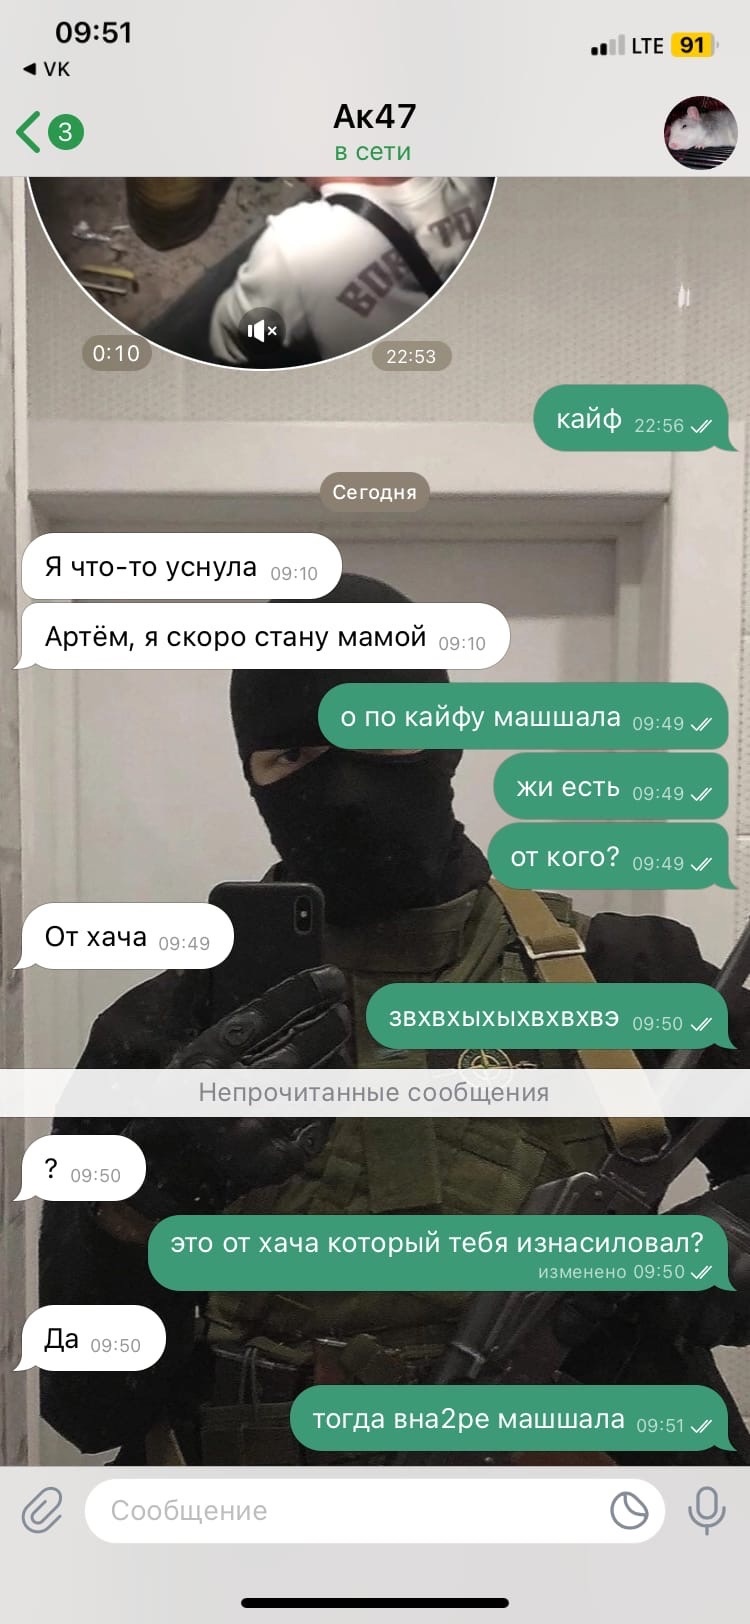 09:51
LTE 91
◀ VK
3
Ак47
в сети
BORN TO
0:10
22:53
кайф 22:56
Сегодня
Я что-то уснула 09:10
Артём, я скоро стану мамой 09:10
о по кайфу машшала 09:49
жи есть 09:49
от кого? 09:49
От хача 09:49
звхвхыхыхвхвхвэ 09:50
Непрочитанные сообщения
? 09:50
это от хача который тебя изнасиловал?
изменено 09:50
Да 09:50
тогда вна2ре машшала 09:51
Сообщение